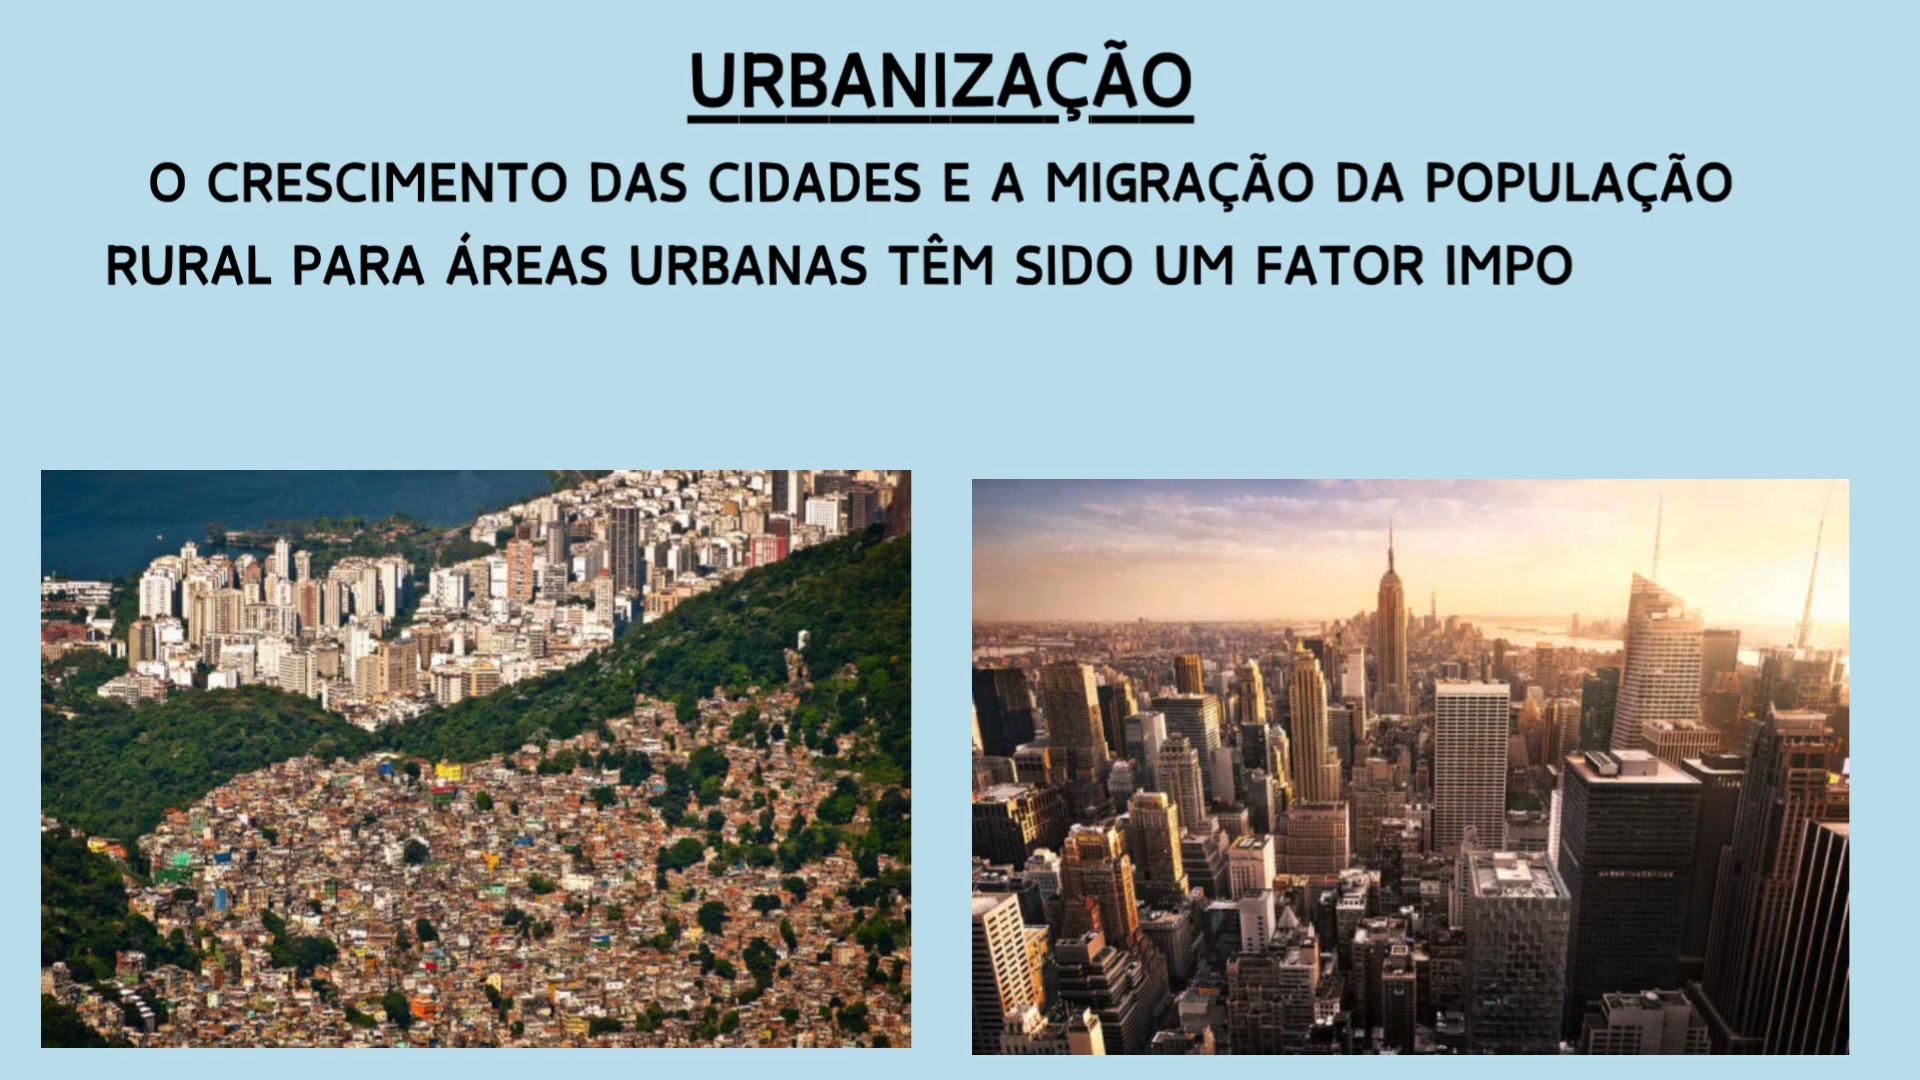 URBANIZAÇÃO
O CRESCIMENTO DAS CIDADES E A MIGRAÇÃO DA POPULAÇÃO
RURAL PARA ÁREAS URBANAS TÊM SIDO UM FATOR IMPO